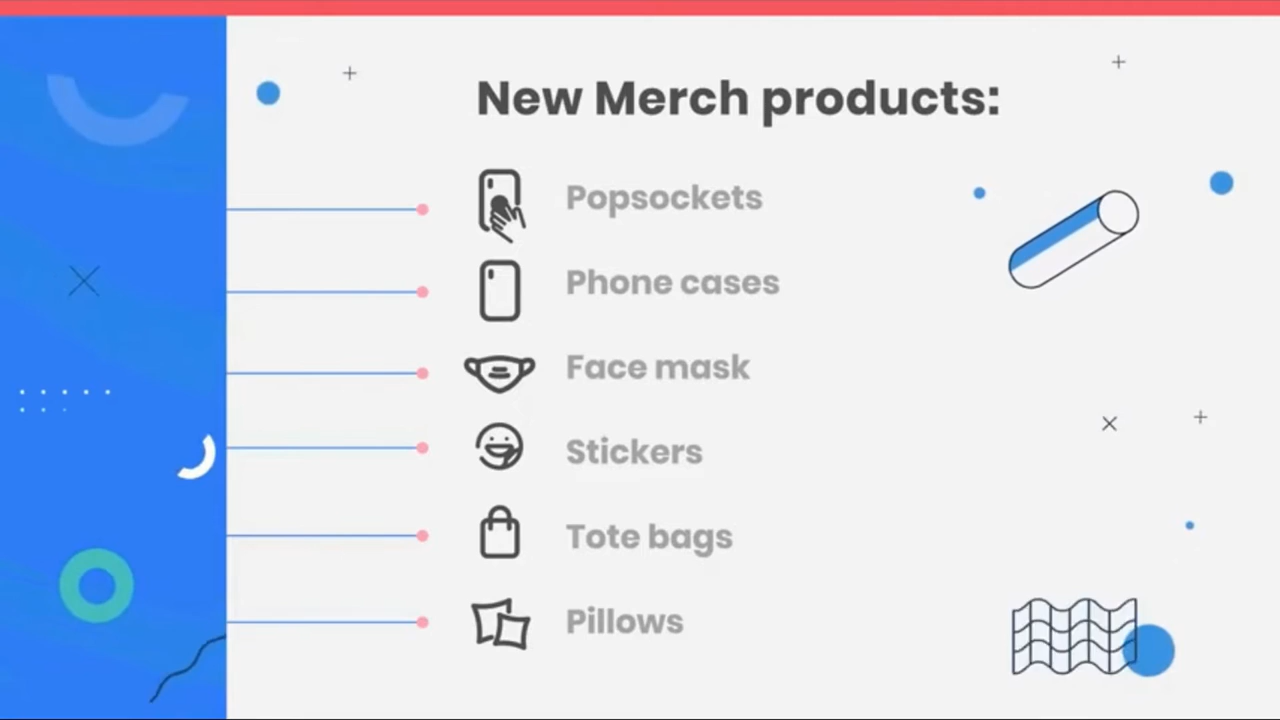 New Merch products:
Popsockets
Phone cases
Face mask
Stickers
Tote bags
Pillows